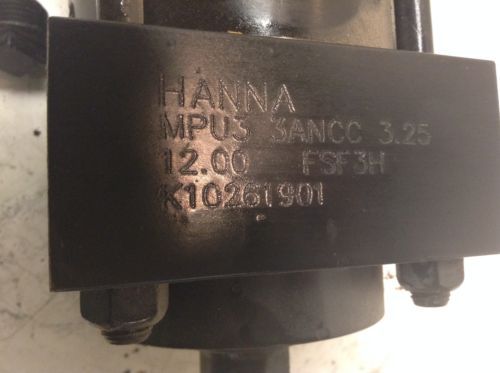 HANNA
MPU3 3ANCC 3.25
12.00 FSF3H
K10261901